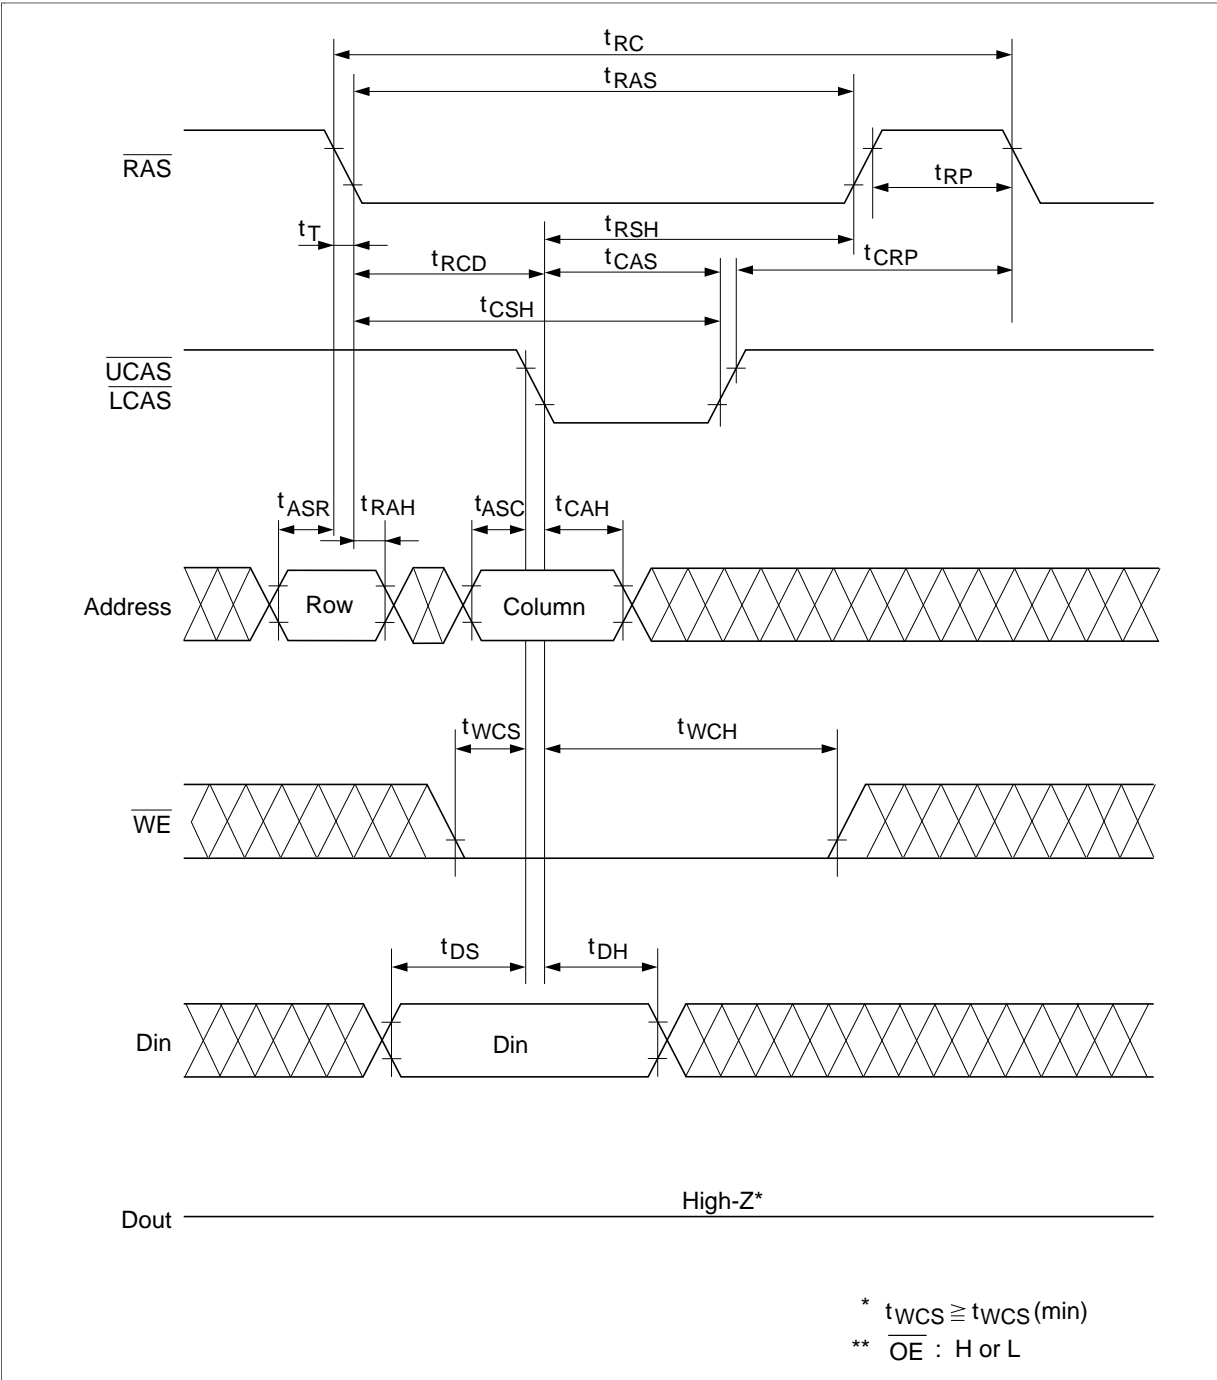 tRC
tRAS
RAS
tRP
tT
tRSH
tRCD
tCAS
tCRP
tCSH
UCAS
LCAS
tASR
tRAH
tASC
tCAH
Address
Row
Column
tWCS
tWCH
WE
tDS
tDH
Din
Din
High-Z*
Dout
* tWCS ≧ tWCS(min)
** OE : H or L